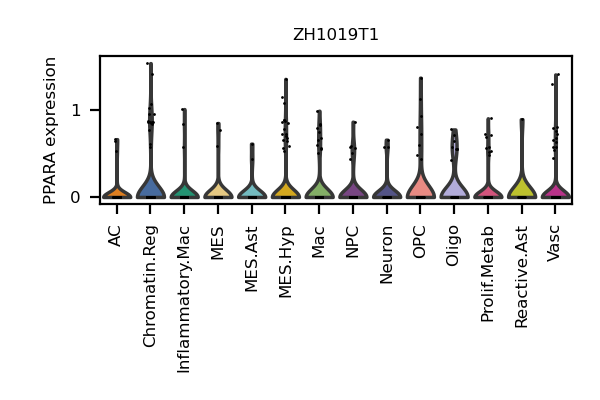 ZH1019T1
PPARA expression
1
0
AC
Chromatin.Reg
Inflammatory.Mac
MES
MES.Ast
MES.Hyp
Mac
NPC
Neuron
OPC
Oligo
Prolif.Metab
Reactive.Ast
Vasc